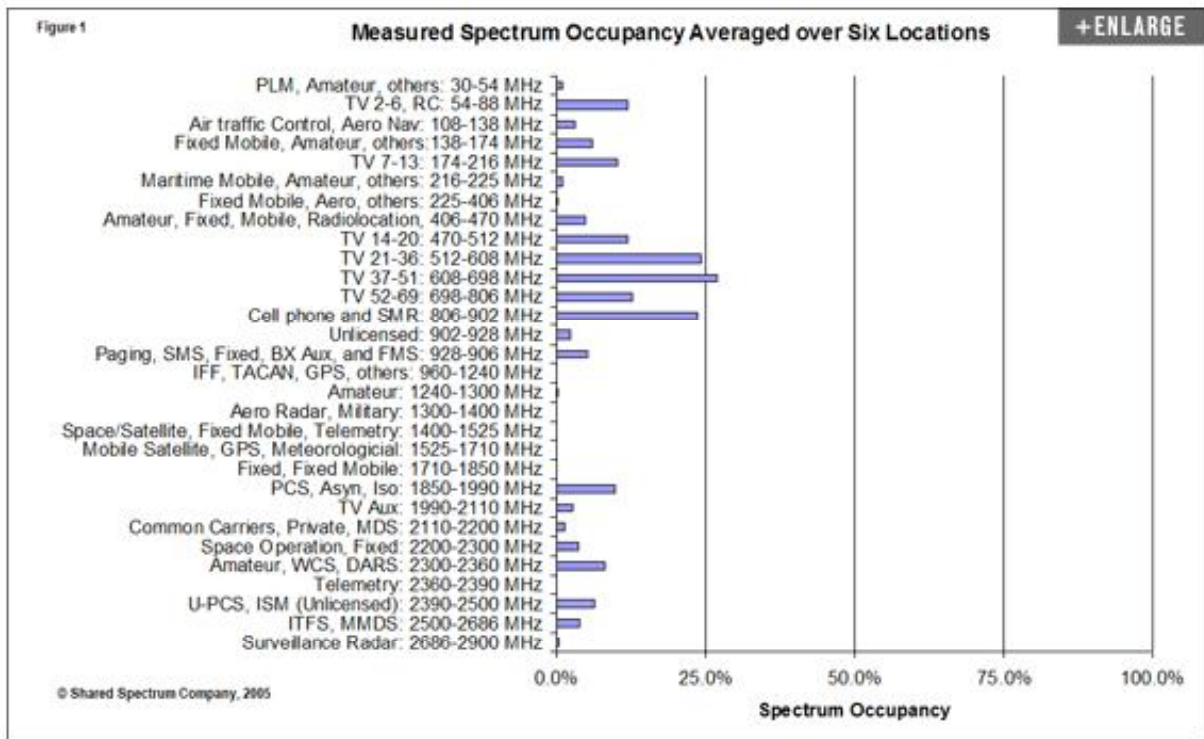 Figure 1
Measured Spectrum Occupancy Averaged over Six Locations
+ENLARGE
PLM, Amateur, others: 30-54 MHz
TV 2-6, RC: 54-88 MHz
Air traffic Control, Aero Nav: 108-138 MHz
Fixed Mobile, Amateur, others:138-174 MHz
TV 7-13: 174-216 MHz
Maritime Mobile, Amateur, others: 216-225 MHz
Fixed Mobile, Aero, others: 225-406 MHz
Amateur, Fixed, Mobile, Radiolocation, 406-470 MHz
TV 14-20: 470-512 MHz
TV 21-36: 512-608 MHz
TV 37-51: 608-698 MHz
TV 52-69: 698-806 MHz
Cell phone and SMR: 806-902 MHz
Unlicensed: 902-928 MHz
Paging, SMS, Fixed, BX Aux, and FMS: 928-906 MHz
IFF, TACAN, GPS, others: 960-1240 MHz
Amateur: 1240-1300 MHz
Aero Radar, Military: 1300-1400 MHz
Space/Satellite, Fixed Mobile, Telemetry: 1400-1525 MHz
Mobile Satellite, GPS, Meteorologicial: 1525-1710 MHz
Fixed, Fixed Mobile: 1710-1850 MHz
PCS, Asyn, Iso: 1850-1990 MHz
TV Aux: 1990-2110 MHz
Common Carriers, Private, MDS: 2110-2200 MHz
Space Operation, Fixed: 2200-2300 MHz
Amateur, WCS, DARS: 2300-2360 MHz
Telemetry: 2360-2390 MHz
U-PCS, ISM (Unlicensed): 2390-2500 MHz
ITFS, MMDS: 2500-2686 MHz
Surveillance Radar: 2686-2900 MHz
0.0% 25.0% 50.0% 75.0% 100.0%
© Shared Spectrum Company, 2005
Spectrum Occupancy